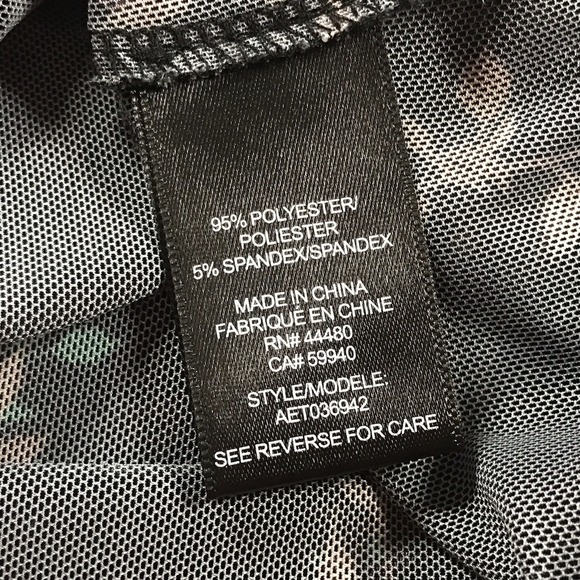 95% POLYESTER/
POLIESTER
5% SPANDEX/SPANDEX
MADE IN CHINA
FABRIQUÉ EN CHINE
RN# 44480
CA# 59940
STYLE/MODELE:
AET036942
SEE REVERSE FOR CARE